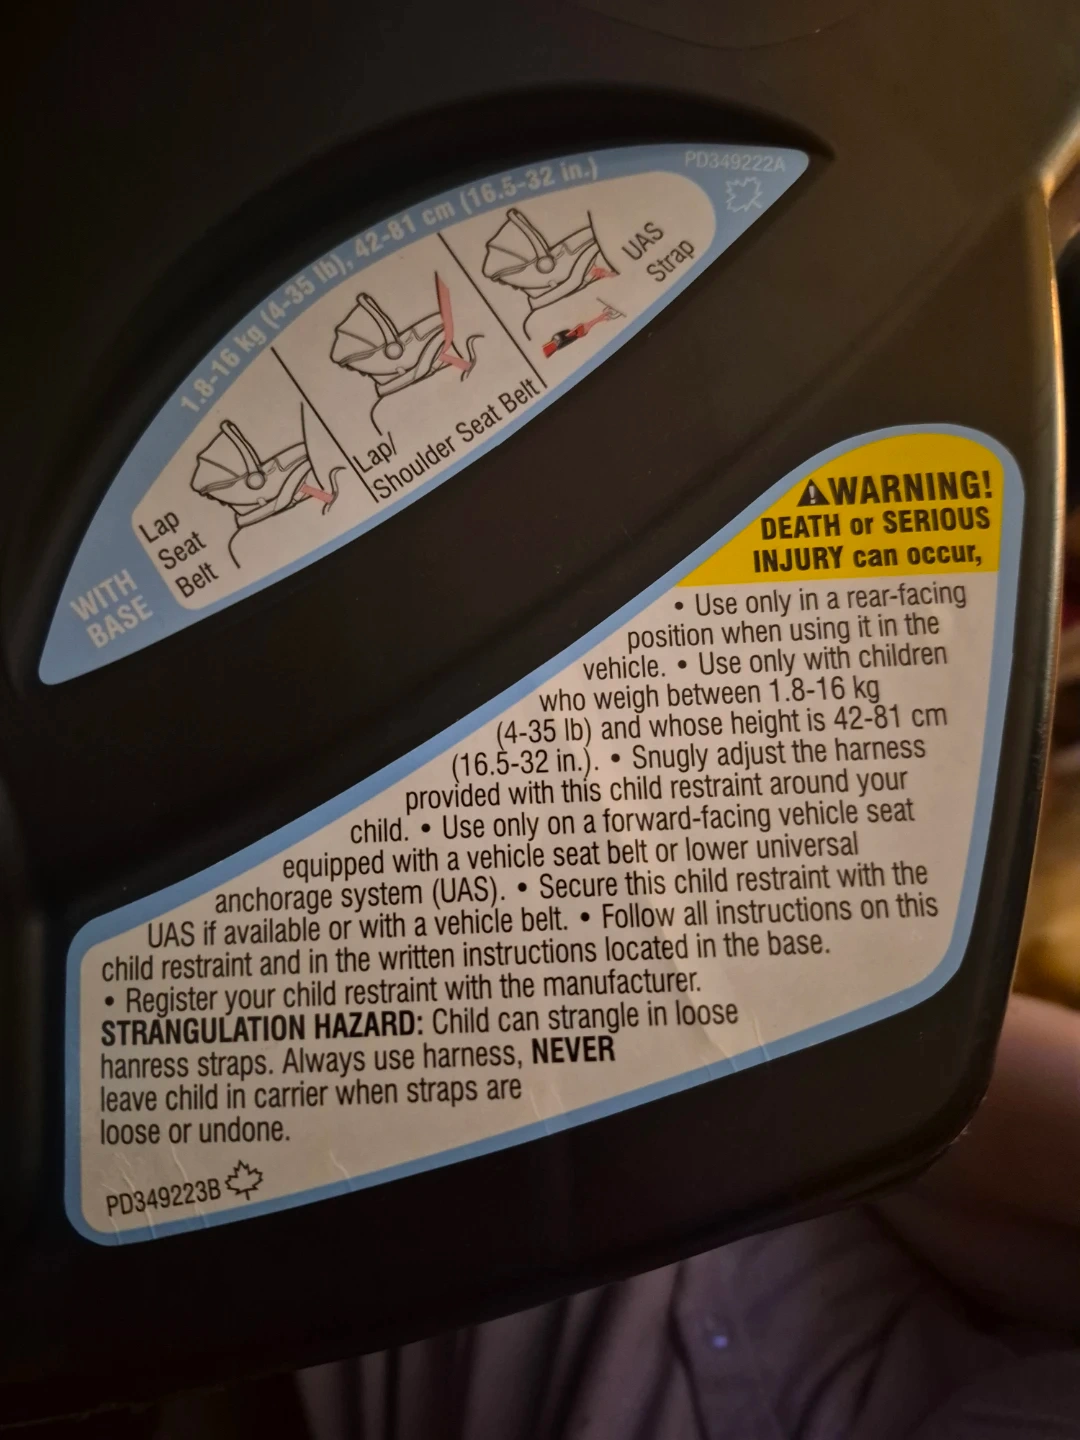 PD349222A
1.8-16 kg (4-35 lb), 42-81 cm (16.5-32 in.)
UAS
Strap
Lap/
Shoulder Seat Belt
Lap
Seat
Belt
WITH
BASE
WARNING!
DEATH or SERIOUS
INJURY can occur,
• Use only in a rear-facing
position when using it in the
vehicle. • Use only with children
who weigh between 1.8-16 kg
(4-35 lb) and whose height is 42-81 cm
(16.5-32 in.). • Snugly adjust the harness
provided with this child restraint around your
child. • Use only on a forward-facing vehicle seat
equipped with a vehicle seat belt or lower universal
anchorage system (UAS). • Secure this child restraint with the
UAS if available or with a vehicle belt. • Follow all instructions on this
child restraint and in the written instructions located in the base.
• Register your child restraint with the manufacturer.
STRANGULATION HAZARD: Child can strangle in loose
hanress straps. Always use harness, NEVER
leave child in carrier when straps are
loose or undone.
PD349223B